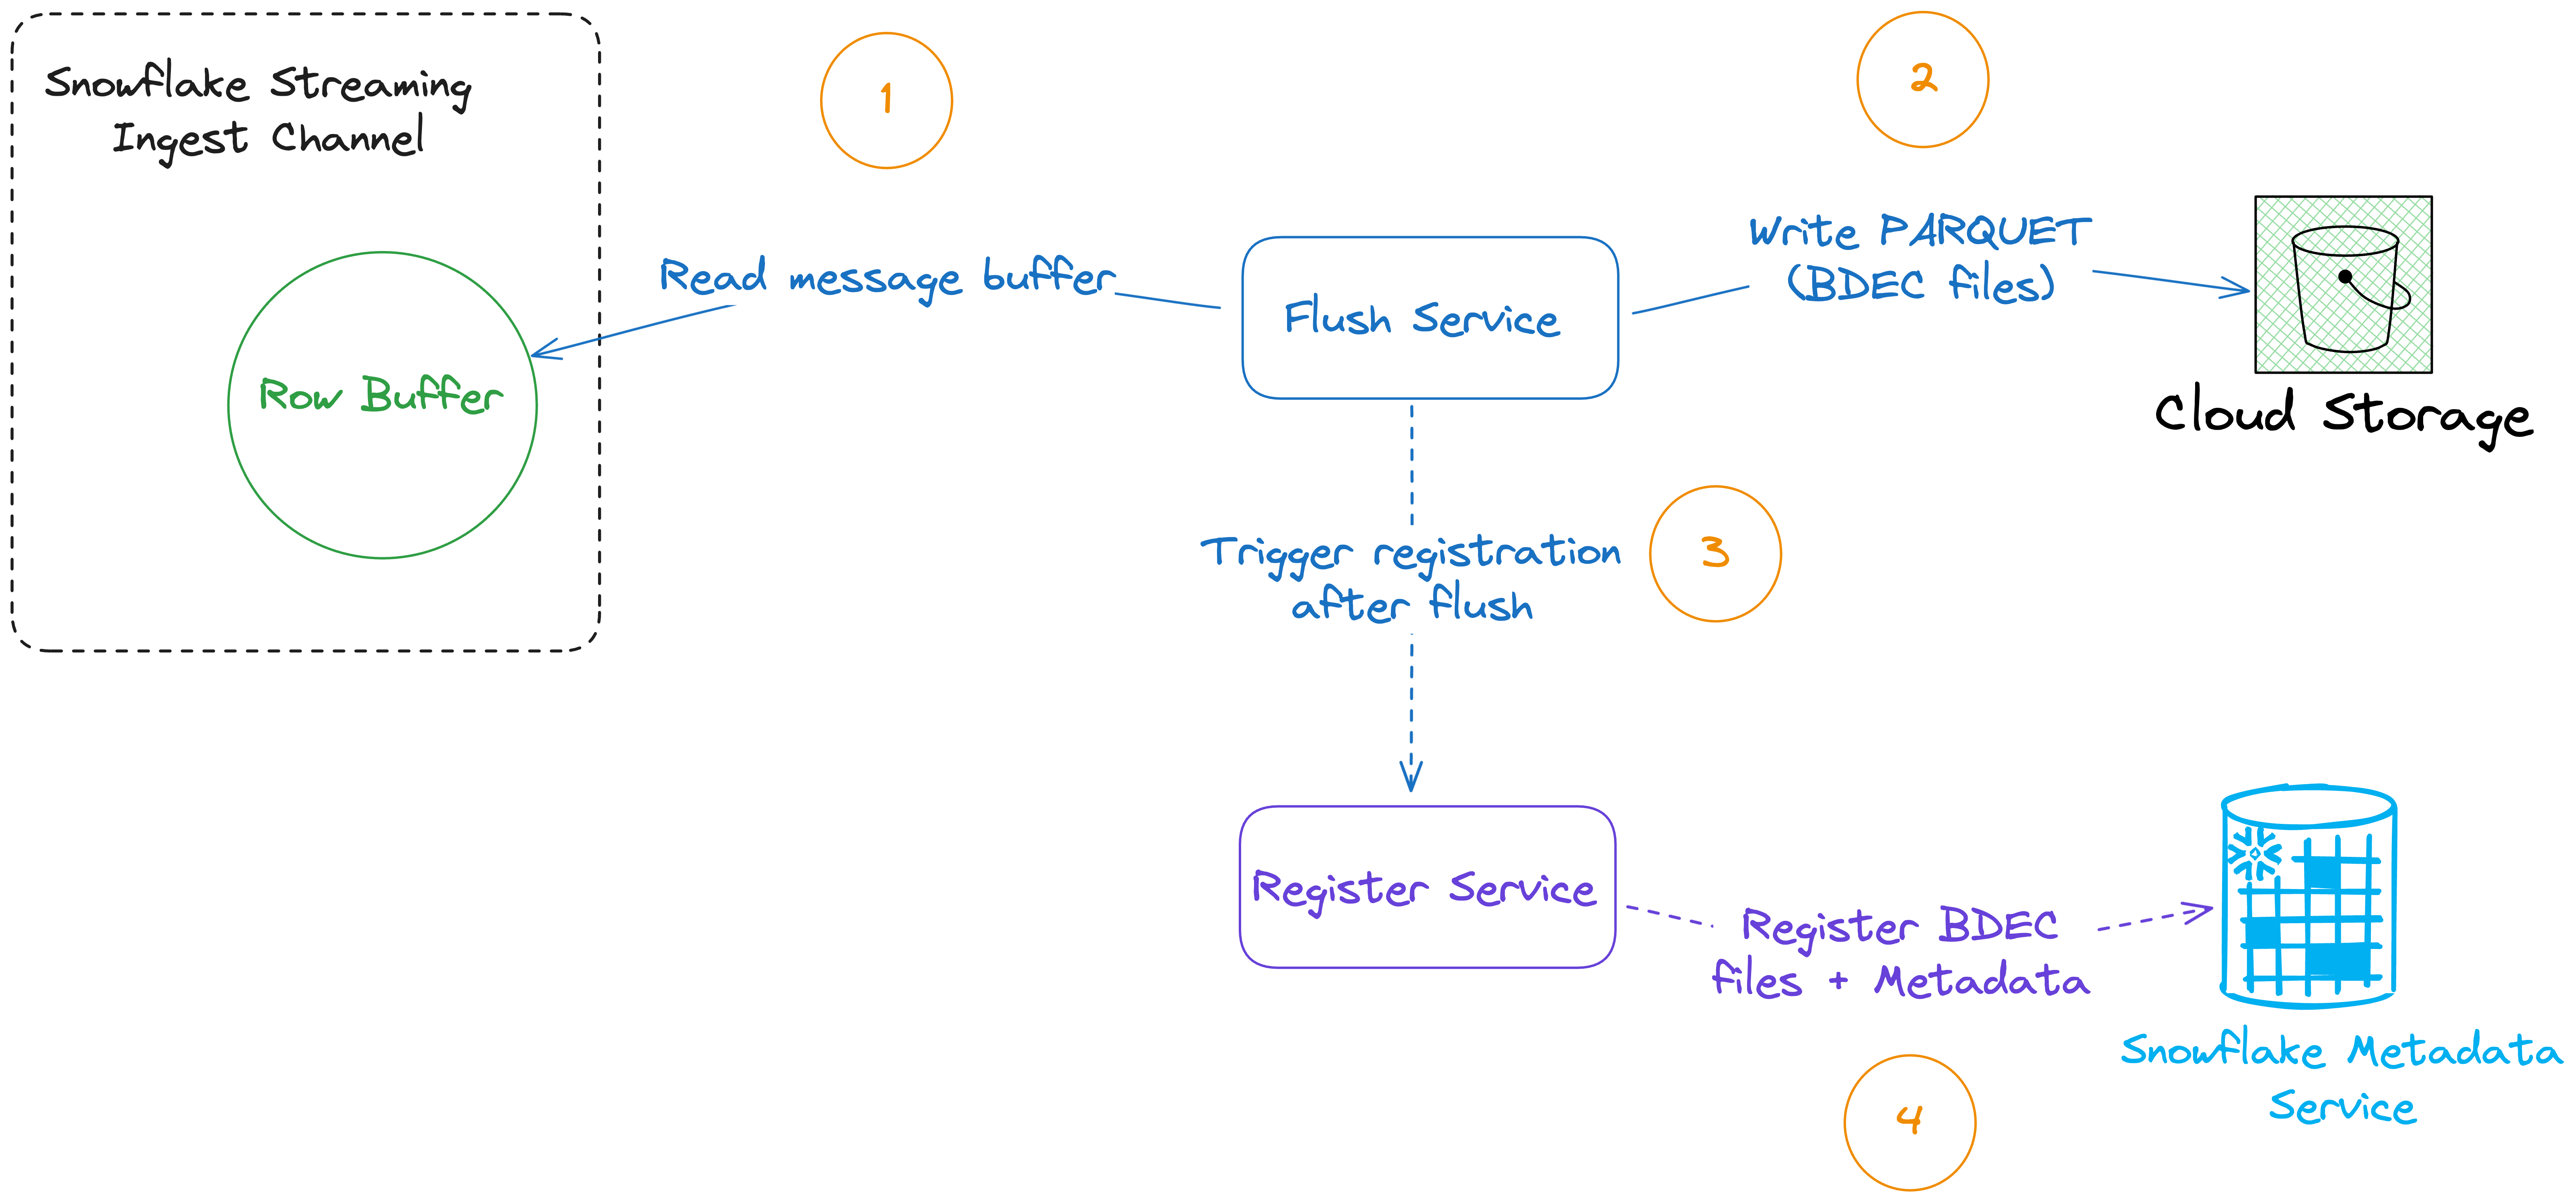 Snowflake Streaming
Ingest Channel
Row Buffer
1
Read message buffer
Flush Service
2
Write PARQUET
(BDEC files)
Cloud Storage
Trigger registration
after flush
3
Register Service
Register BDEC
files + Metadata
4
Snowflake Metadata
Service